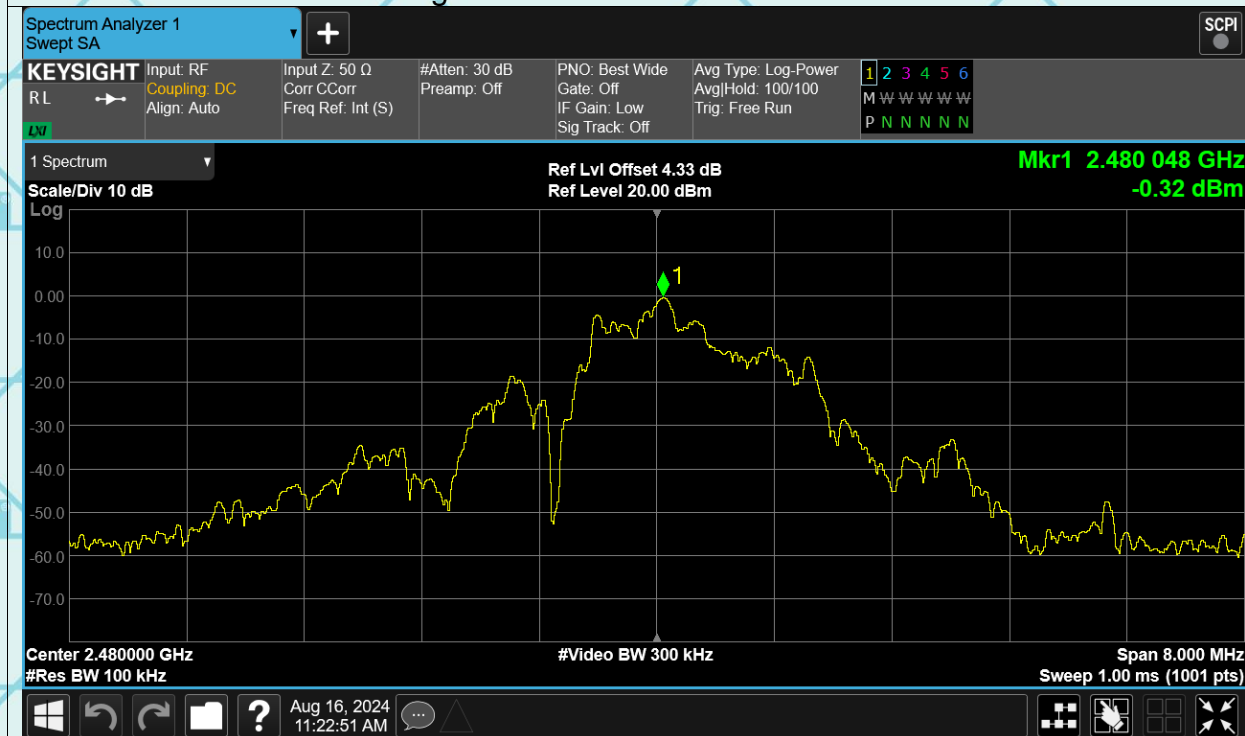 Spectrum Analyzer 1
Swept SA
+
SCPI
KEYSIGHT
RL
LXI
Input: RF
Coupling: DC
Align: Auto
Input Z: 50 Ω
Corr CCorr
Freq Ref: Int (S)
#Atten: 30 dB
Preamp: Off
PNO: Best Wide
Gate: Off
IF Gain: Low
Sig Track: Off
Avg Type: Log-Power
Avg|Hold: 100/100
Trig: Free Run
1 2 3 4 5 6
M W W W W W W
P N N N N N N
1 Spectrum
Scale/Div 10 dB
Ref Lvl Offset 4.33 dB
Ref Level 20.00 dBm
Mkr1 2.480 048 GHz
-0.32 dBm
Log
10.0
0.00
-10.0
-20.0
-30.0
-40.0
-50.0
-60.0
-70.0
1
Center 2.480000 GHz
#Res BW 100 kHz
#Video BW 300 kHz
Span 8.000 MHz
Sweep 1.00 ms (1001 pts)
?
Aug 16, 2024
11:22:51 AM